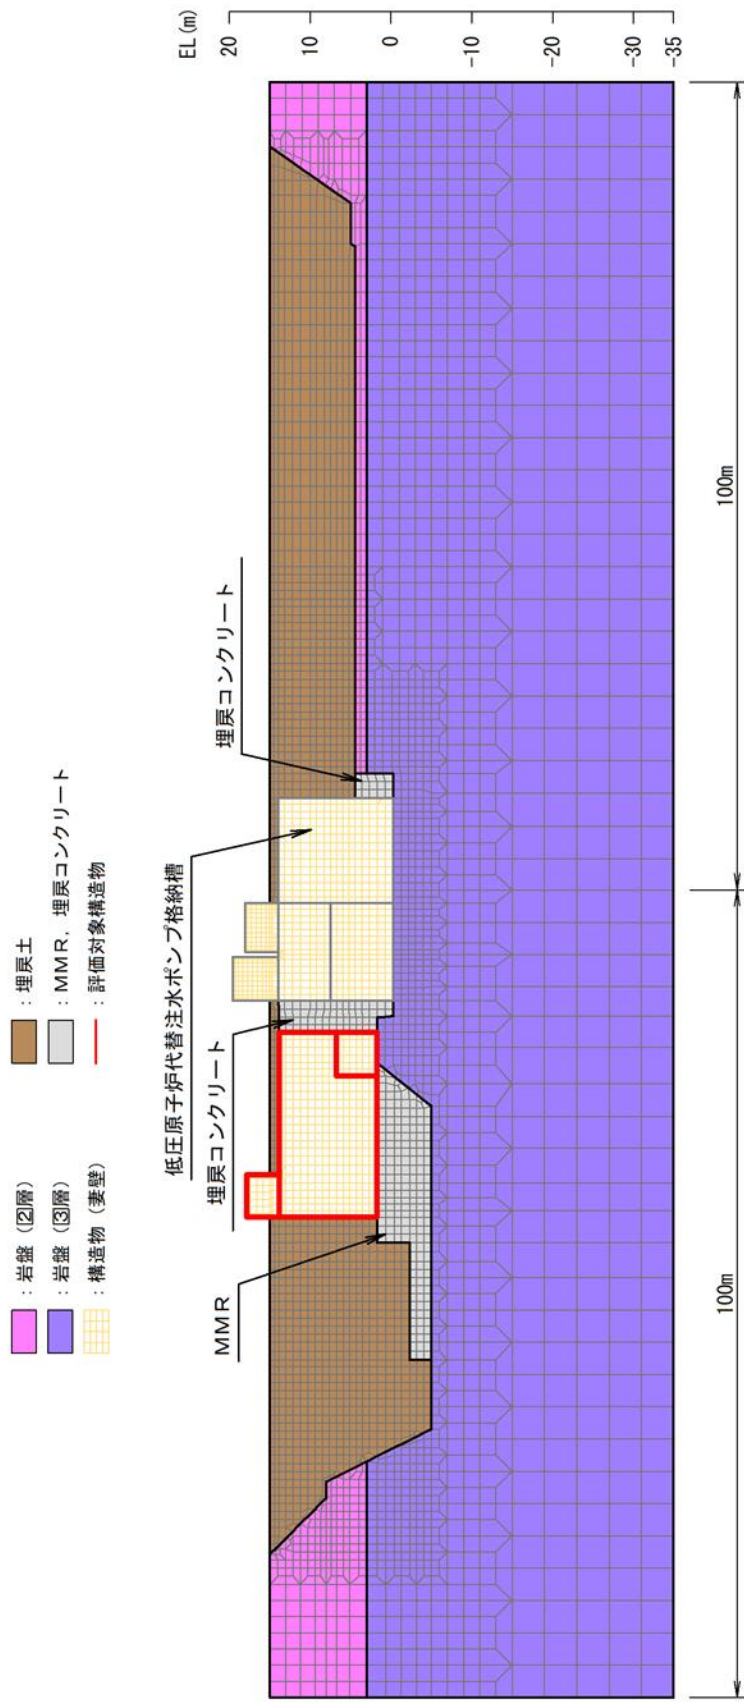 ：岩盤（②層）
：岩盤（③層）
：構造物（妻壁）
：埋戻土
：MMR，埋戻コンクリート
：評価対象構造物
MMR
埋戻コンクリート
低圧原子炉代替注水ポンプ格納槽
埋戻コンクリート
EL(m)
20
10
0
-10
-20
-30
-35
100m
100m